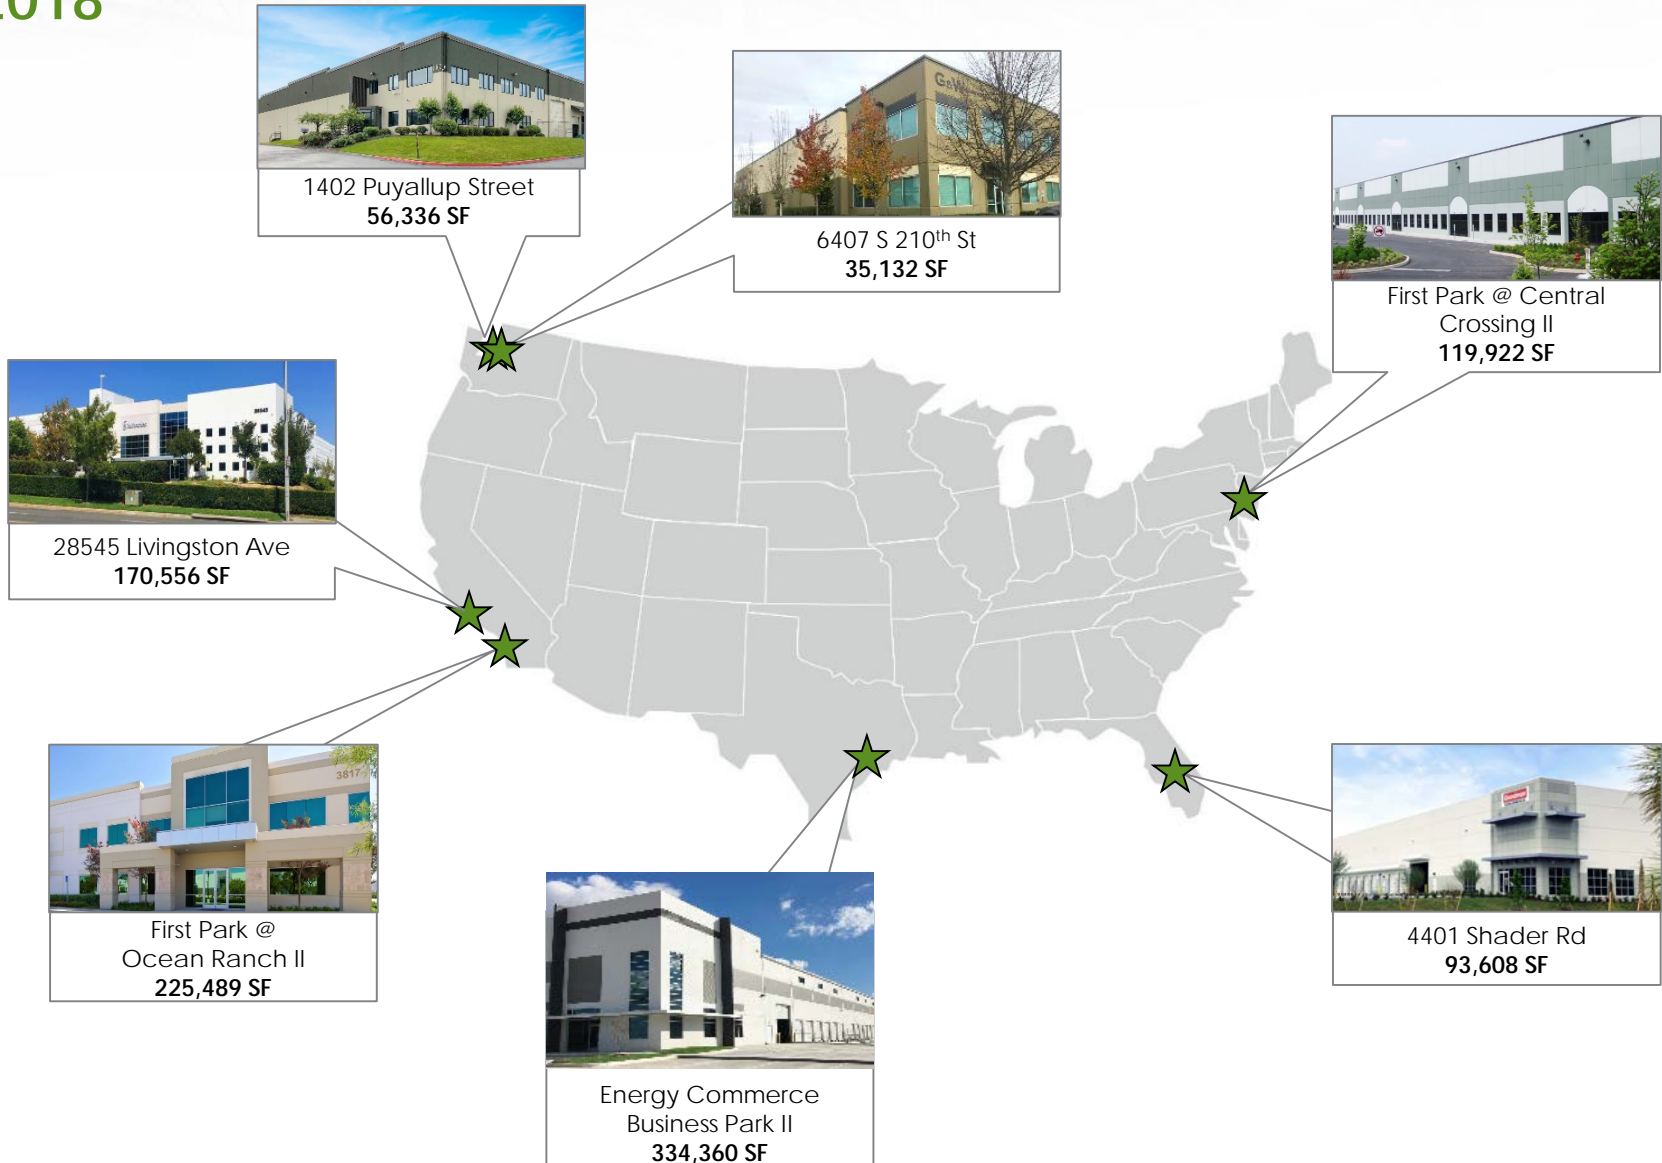 2018
1402 Puyallup Street
56,336 SF
6407 S 210th St
35,132 SF
First Park @ Central
Crossing II
119,922 SF
28545 Livingston Ave
170,556 SF
3817
First Park @
Ocean Ranch II
225,489 SF
Energy Commerce
Business Park II
334,360 SF
4401 Shader Rd
93,608 SF